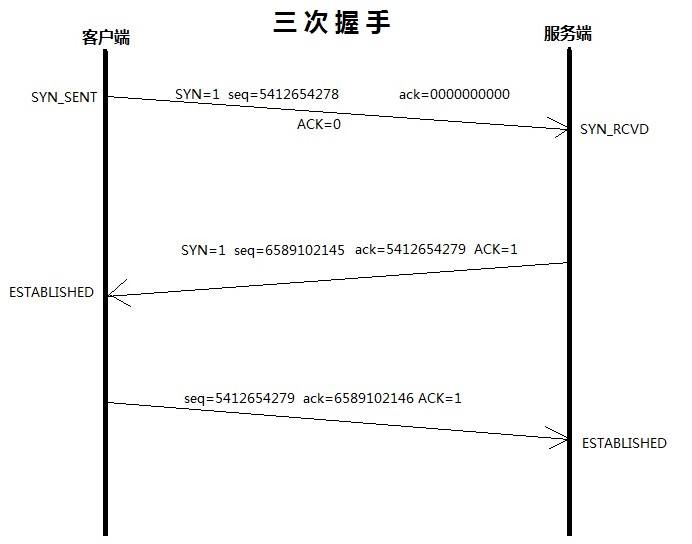 三次握手
客户端
服务端
SYN_SENT
SYN=1 seq=5412654278 ack=0000000000
ACK=0
SYN_RCVD
SYN=1 seq=6589102145 ack=5412654279 ACK=1
ESTABLISHED
seq=5412654279 ack=6589102146 ACK=1
ESTABLISHED